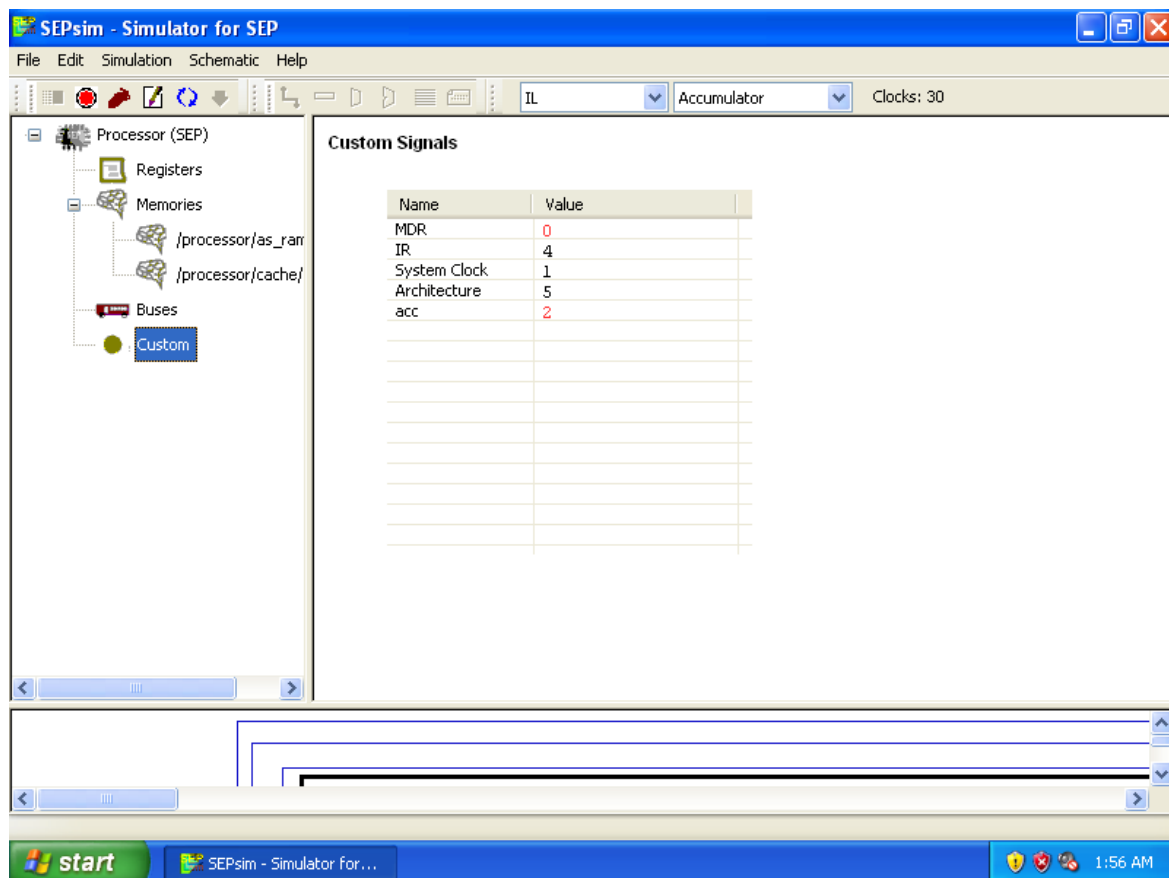 SEPsim - Simulator for SEP
File Edit Simulation Schematic Help
IL Accumulator Clocks: 30
Processor (SEP)
Registers
Memories
/processor/as_ram
/processor/cache/
Buses
Custom
Custom Signals
Name Value
MDR 0
IR 4
System Clock 1
Architecture 5
acc 2
start SEPsim - Simulator for... 1:56 AM